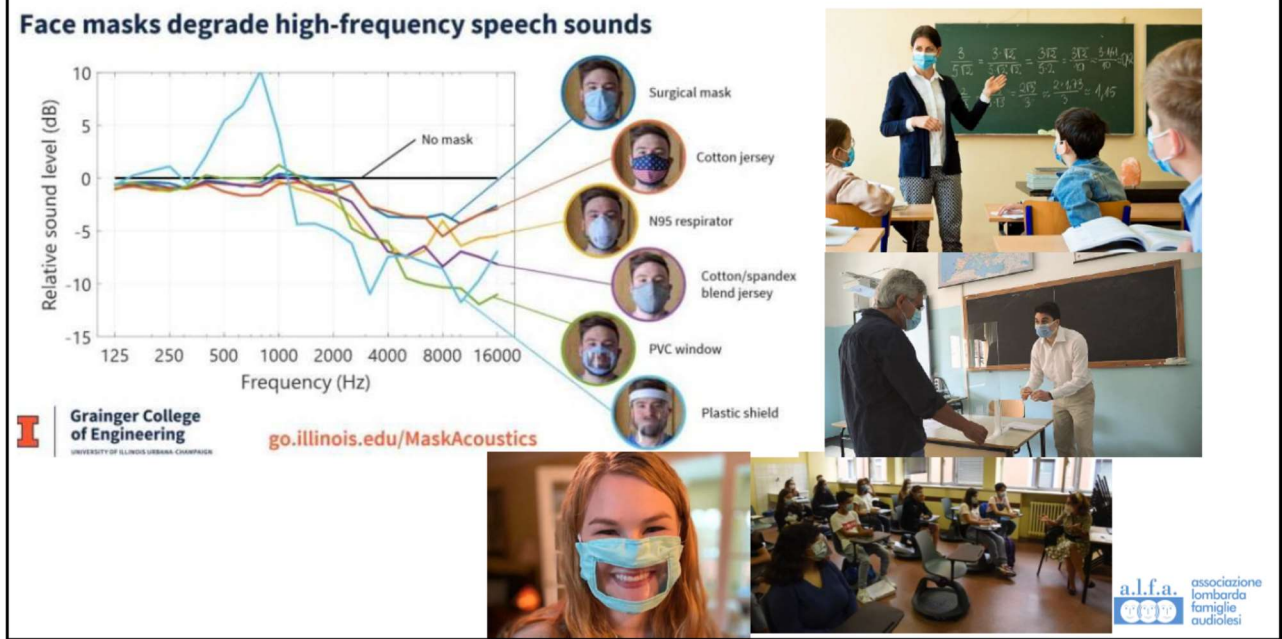 Face masks degrade high-frequency speech sounds
Relative sound level (dB)
10
5
0
-5
-10
-15
125 250 500 1000 2000 4000 8000 16000
Frequency (Hz)
No mask
Surgical mask
Cotton jersey
N95 respirator
Cotton/spandex
blend jersey
PVC window
Plastic shield
I
Grainger College
of Engineering
UNIVERSITY OF ILLINOIS URBANA-CHAMPAIGN
go.illinois.edu/MaskAcoustics
a.l.f.a.
associazione
lombarda
famiglie
audiolesi